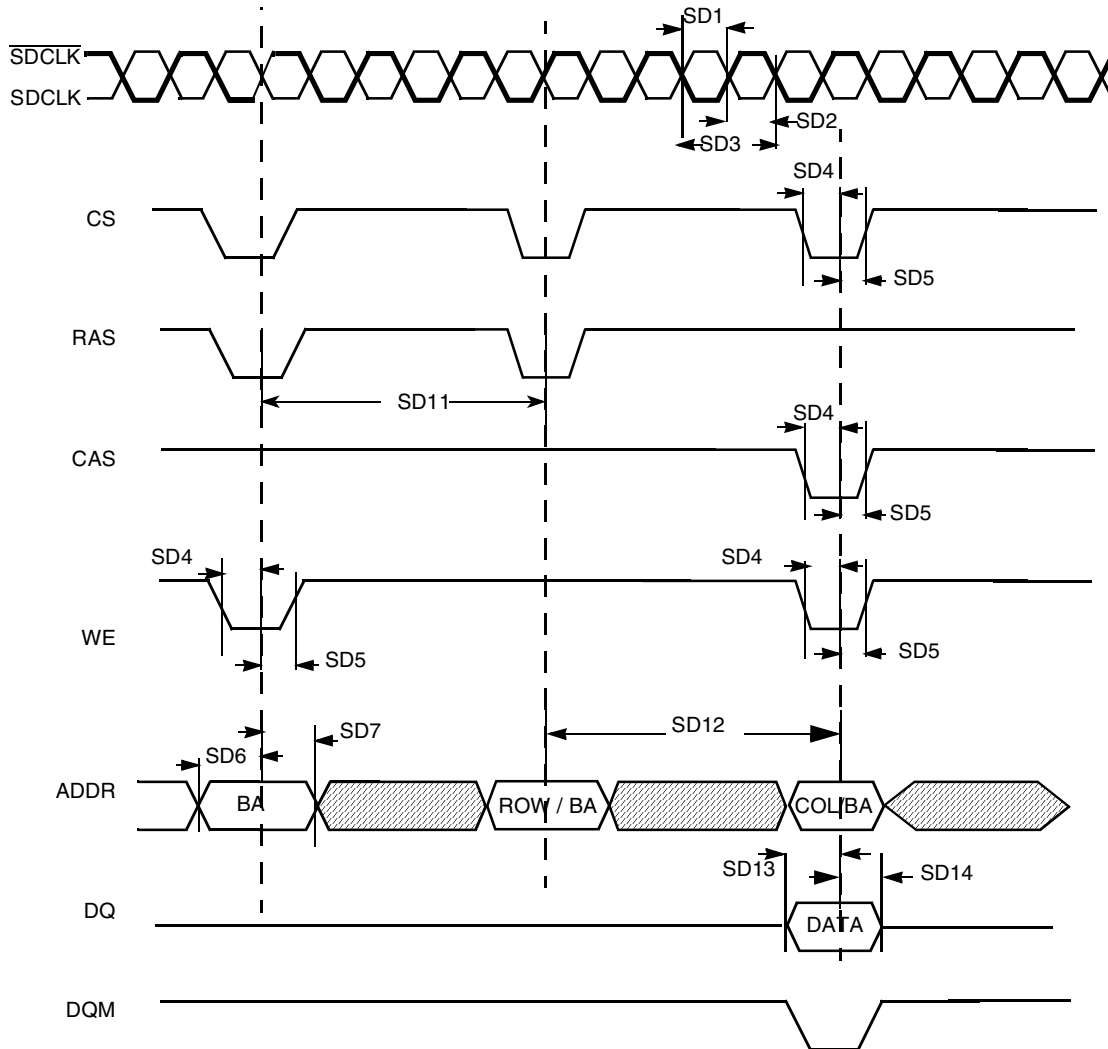 SD1
SDCLK
SDCLK
SD2
SD3
SD4
CS
SD5
RAS
SD11
SD4
CAS
SD5
SD4
SD4
WE
SD5
SD5
SD7
SD12
SD6
ADDR
BA
ROW / BA
COL/BA
SD13
SD14
DQ
DATA
DQM